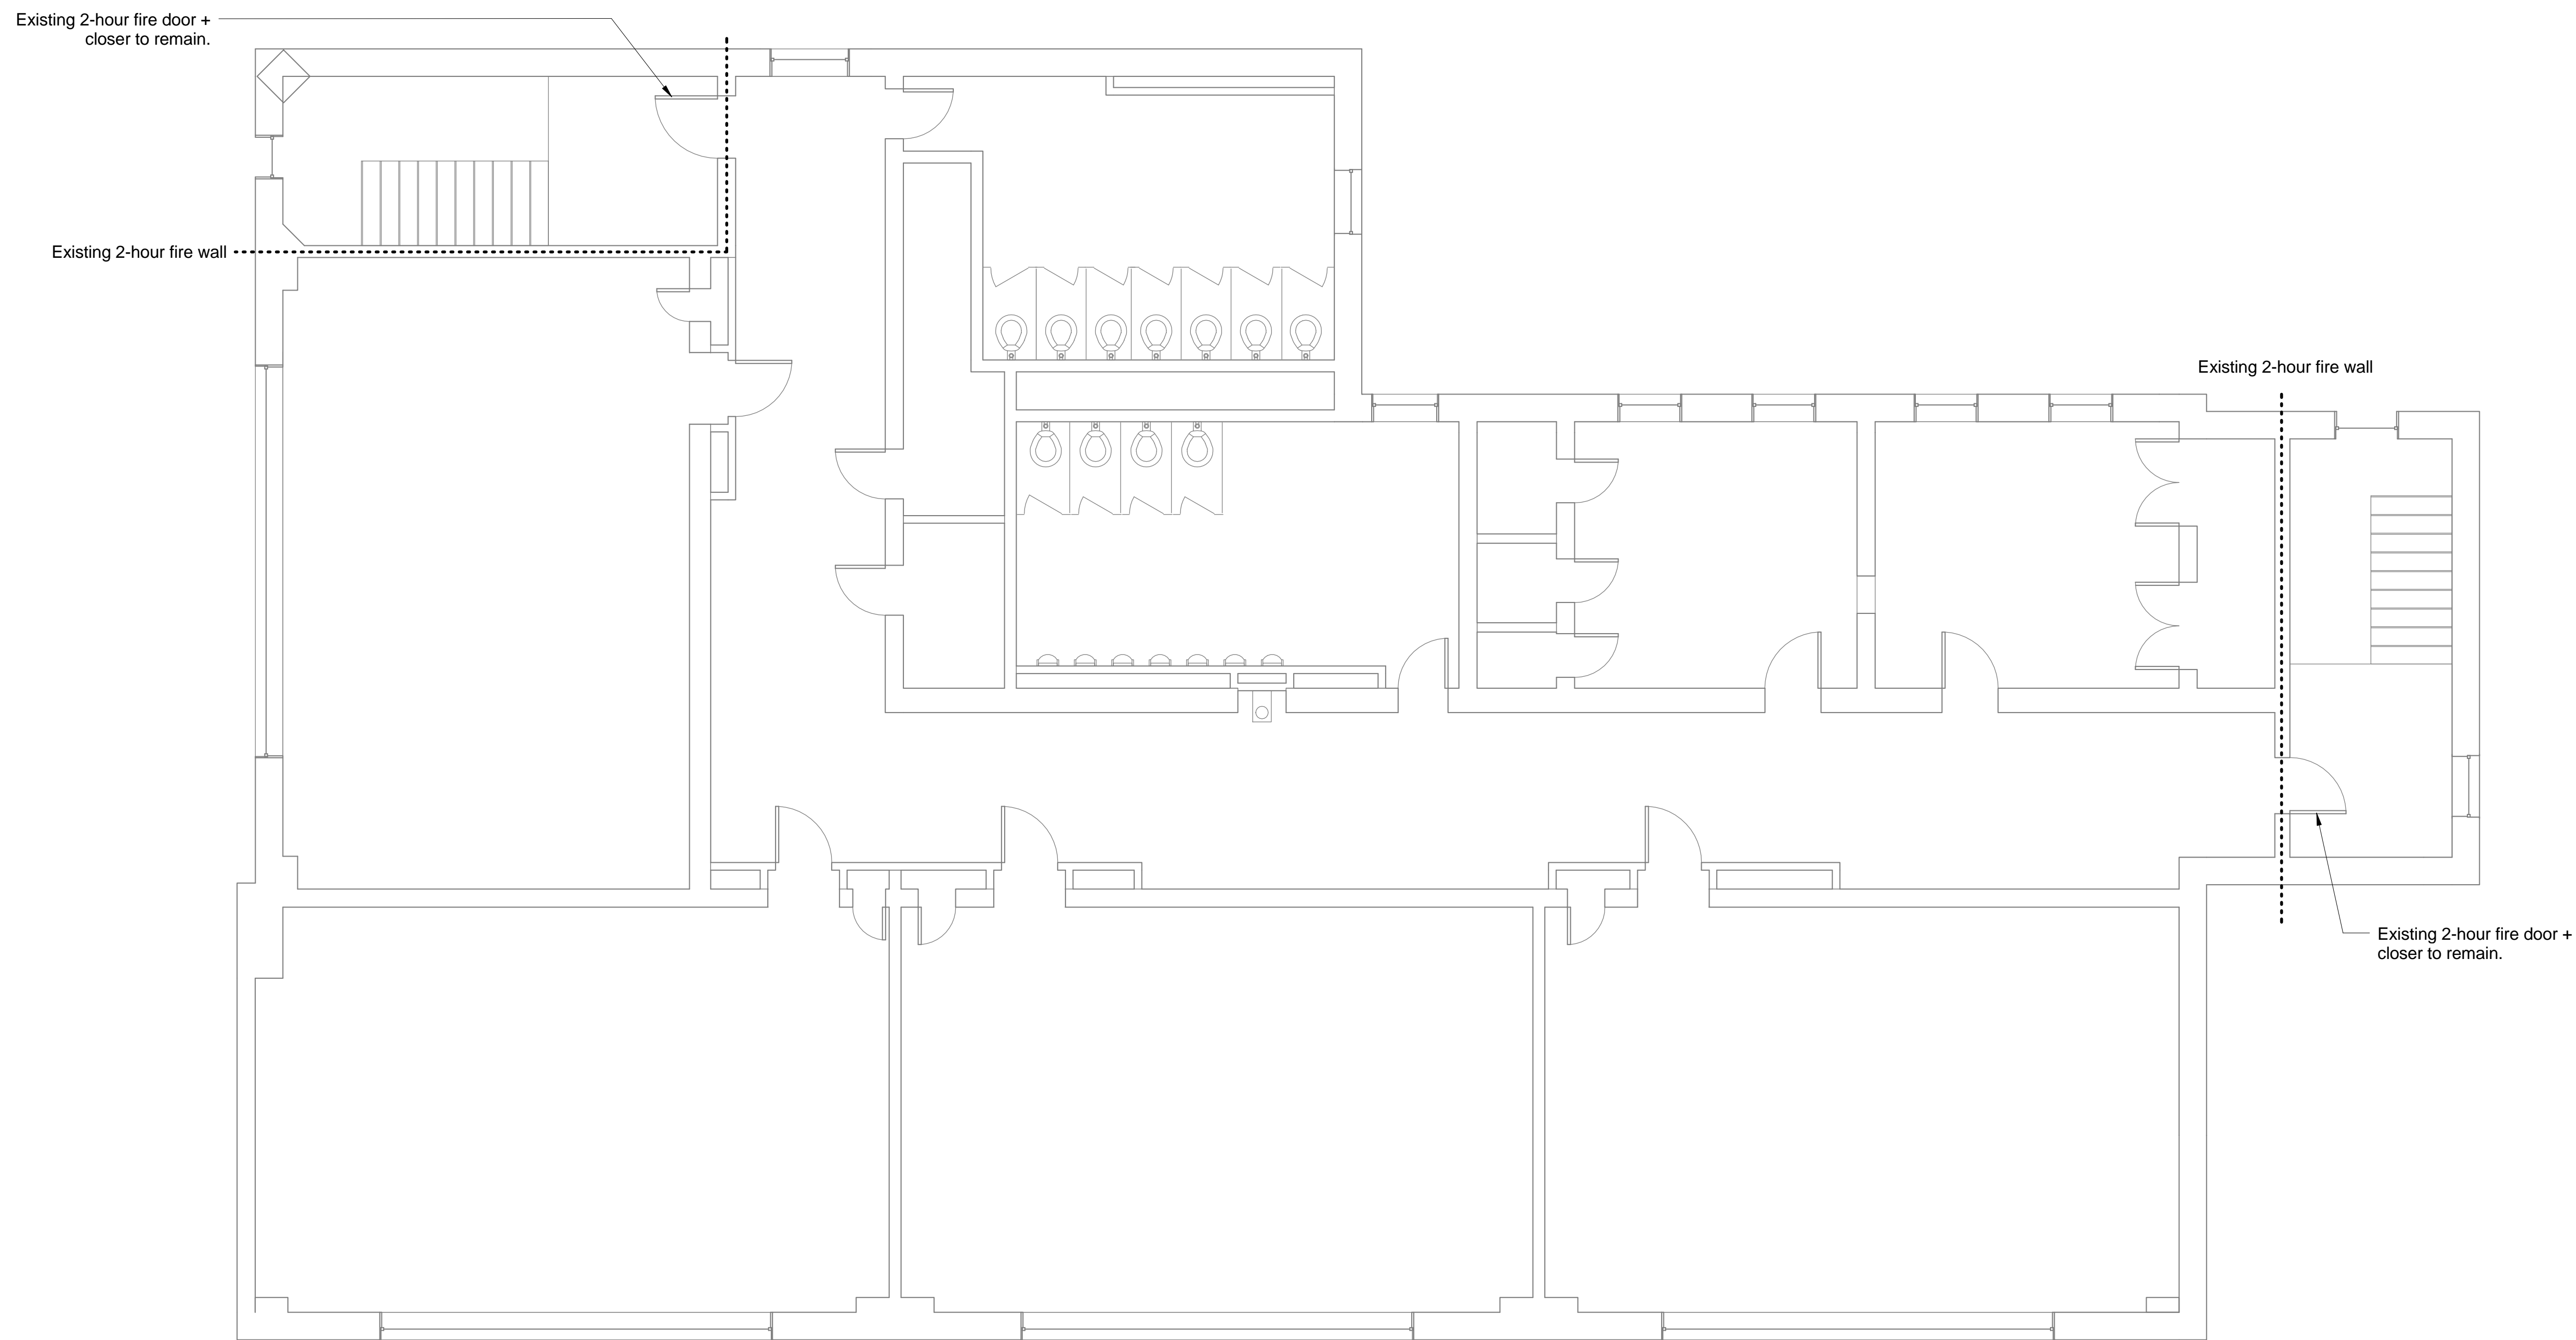 Existing 2-hour fire door +
closer to remain.
Existing 2-hour fire wall
Existing 2-hour fire wall
Existing 2-hour fire door +
closer to remain.